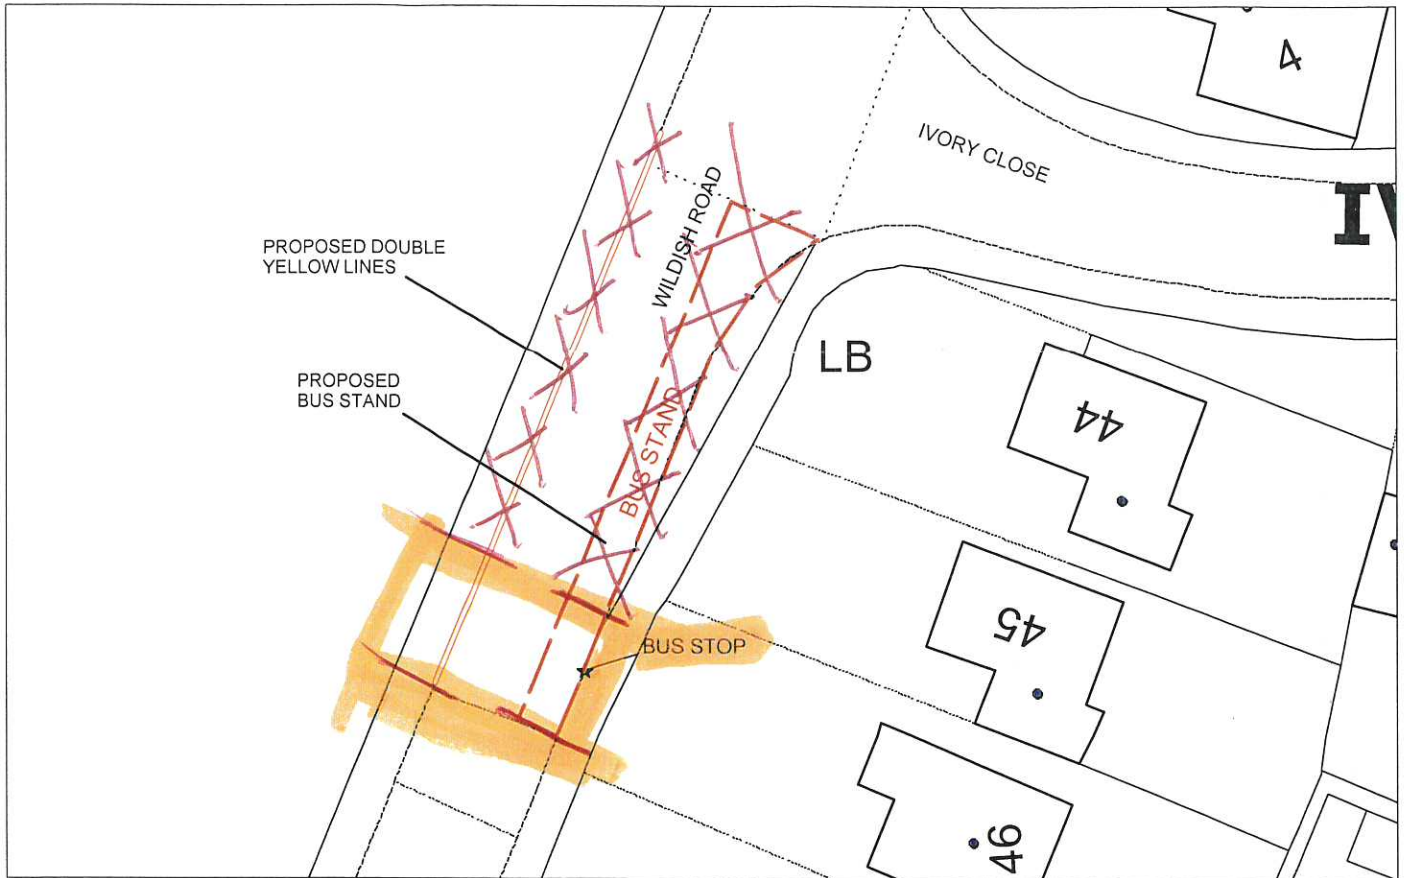 4
IVORY CLOSE
WILDISH ROAD
PROPOSED DOUBLE
YELLOW LINES
LB
PROPOSED
BUS STAND
BUS STAND
44
45
BUS STOP
46